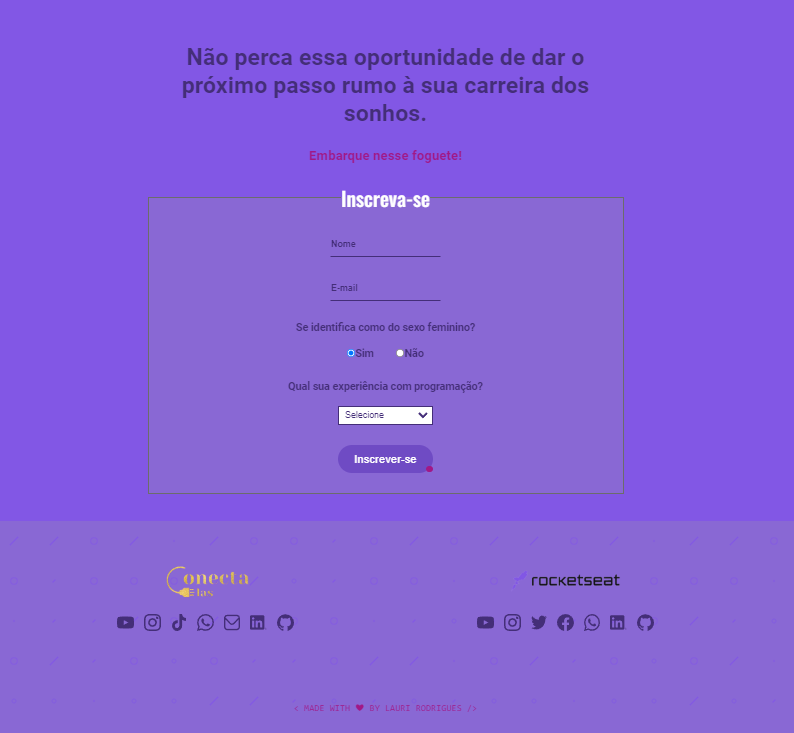 Não perca essa oportunidade de dar o
próximo passo rumo à sua carreira dos
sonhos.
Embarque nesse foguete!
Inscreva-se
Nome
E-mail
Se identifica como do sexo feminino?
Sim Não
Qual sua experiência com programação?
Selecione
Inscrever-se
Conecta
Elas
rocketseat
< MADE WITH ❤ BY LAURI RODRIGUES />